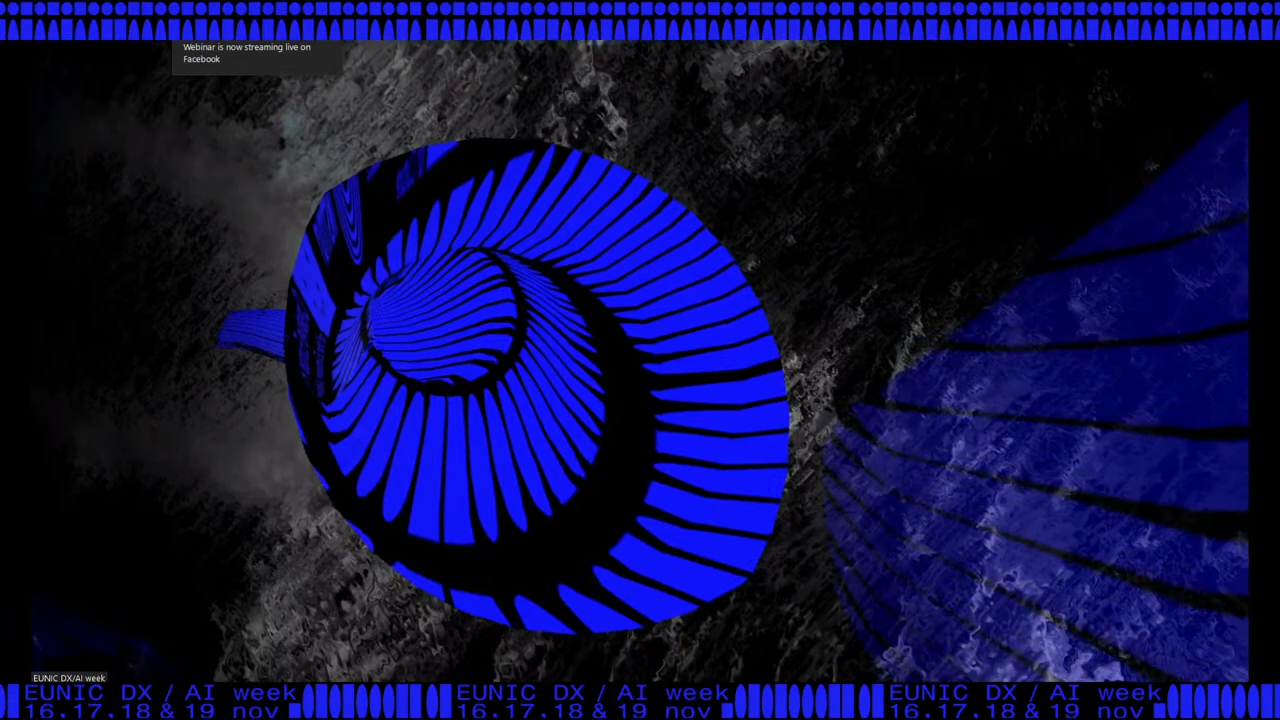 Webinar is now streaming live on
Facebook
EUNIC DX/AI week
EUNIC DX / AI week EUNIC DX / AI week EUNIC DX / AI week
16.17.18 & 19 nov 16.17.18 & 19 nov 16.17.18 & 19 nov